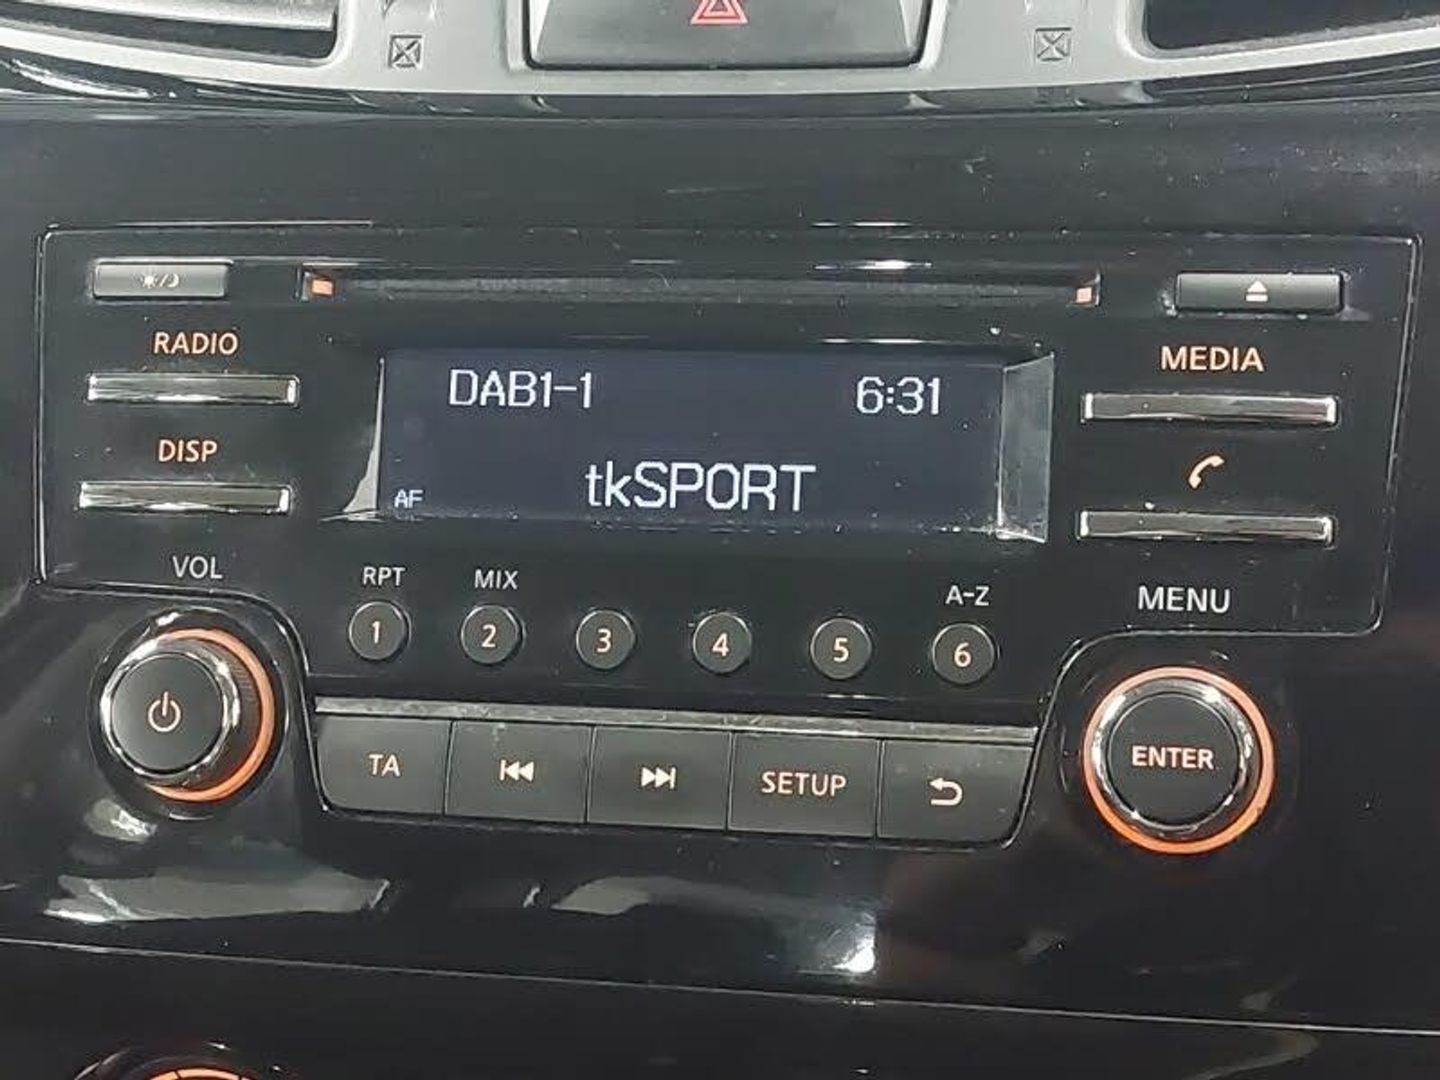 RADIO
MEDIA
DAB1-1 6:31
DISP
tkSPORT
AF
VOL
RPT MIX A-Z
MENU
1 2 3 4 5 6
TA SETUP
ENTER